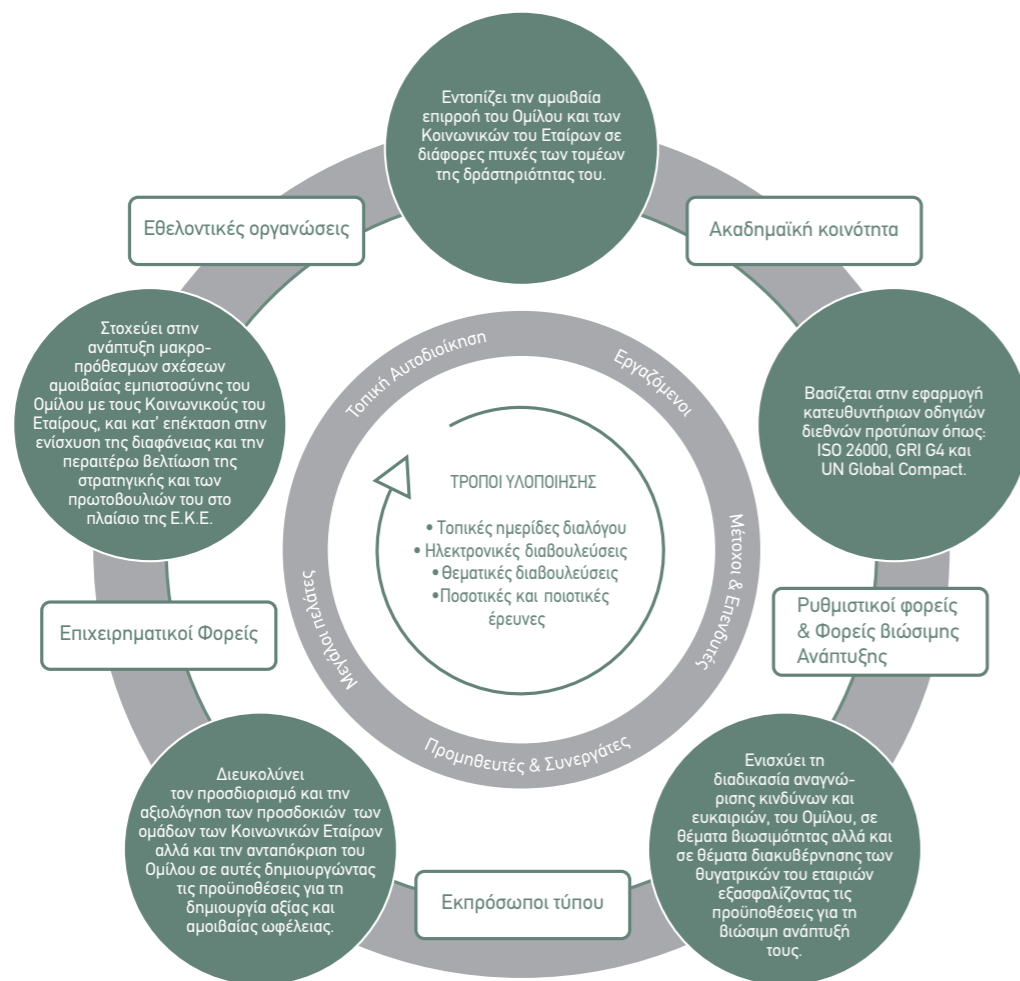 Εντοπίζει την αμοιβαία
επιρροή του Ομίλου και των
Κοινωνικών του Εταίρων σε
διάφορες πτυχές των τομέων
της δράστηριότητας του.
Εθελοντικές οργανώσεις
Ακαδημαϊκή κοινότητα
Στοχεύει στην
ανάπτυξη μακρο-
πρόθεσμων σχέσεων
αμοιβαίας εμπιστοσύνης του
Ομίλου με τους Κοινωνικούς του
Εταίρους, και κατ' επέκταση στην
ενίσχυση της διαφάνειας και την
περαιτέρω βελτίωση της
στρατηγικής και των
πρωτοβουλιών του στο
πλαίσιο της Ε.Κ.Ε.
Βασίζεται στην εφαρμογή
κατευθυντήριων οδηγιών
διεθνών προτύπων όπως:
ISO 26000, GRI G4 και
UN Global Compact.
Τοπική Αυτοδιοίκηση
Εργαζόμενοι
Μέτοχοι & Επενδυτές
Προμηθευτές & Συνεργάτες
Μεγάλοι πελάτες
ΤΡΟΠΟΙ ΥΛΟΠΟΙΗΣΗΣ
• Τοπικές ημερίδες διαλόγου
• Ηλεκτρονικές διαβουλεύσεις
•Θεματικές διαβουλεύσεις
•Ποσοτικές και ποιοτικές
έρευνες
Επιχειρηματικοί Φορείς
Ρυθμιστικοί φορείς
& Φορείς βιώσιμης
Ανάπτυξης
Διευκολύνει
τον προσδιορισμό και την
αξιολόγηση των προσδοκιών των
ομάδων των Κοινωνικών Εταίρων
αλλά και την ανταπόκριση του
Ομίλου σε αυτές δημιουργώντας
τις προϋποθέσεις για τη
δημιουργία αξίας και
αμοιβαίας ωφέλειας.
Εκπρόσωποι τύπου
Ενισχύει τη
διαδικασία αναγνώ-
ρισης κινδύνων και
ευκαιριών, του Ομίλου, σε
θέματα βιωσιμότητας αλλά και
σε θέματα διακυβέρνησης των
θυγατρικών του εταιριών
εξασφαλίζοντας τις
προϋποθέσεις για τη
βιώσιμη ανάπτυξή
τους.